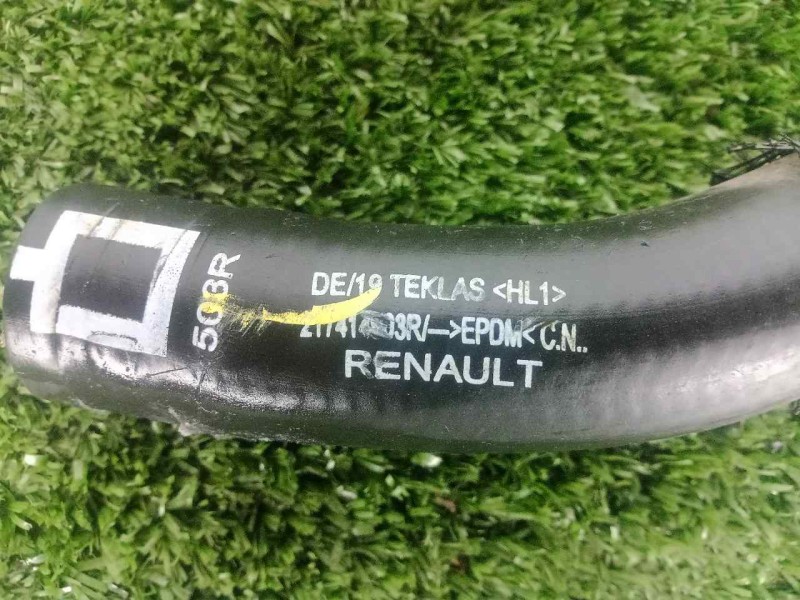 503R
DE/19 TEKLAS <HL1>
>EPDM< C.N..
RENAULT